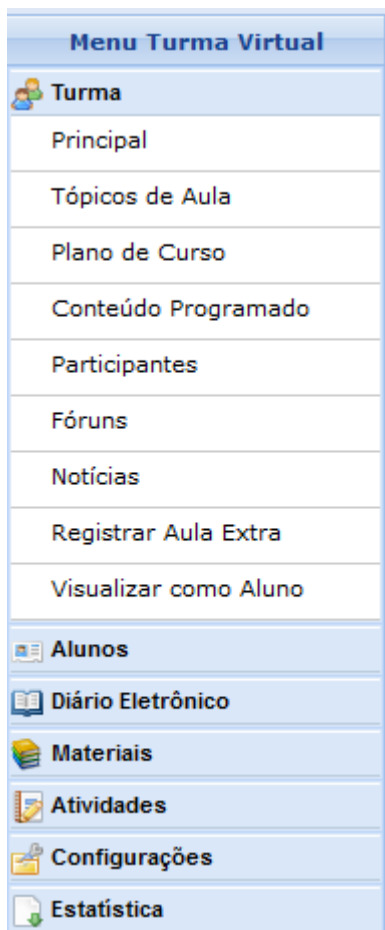 Menu Turma Virtual
Turma
Principal
Tópicos de Aula
Plano de Curso
Conteúdo Programado
Participantes
Fóruns
Notícias
Registrar Aula Extra
Visualizar como Aluno
Alunos
Diário Eletrônico
Materiais
Atividades
Configurações
Estatística